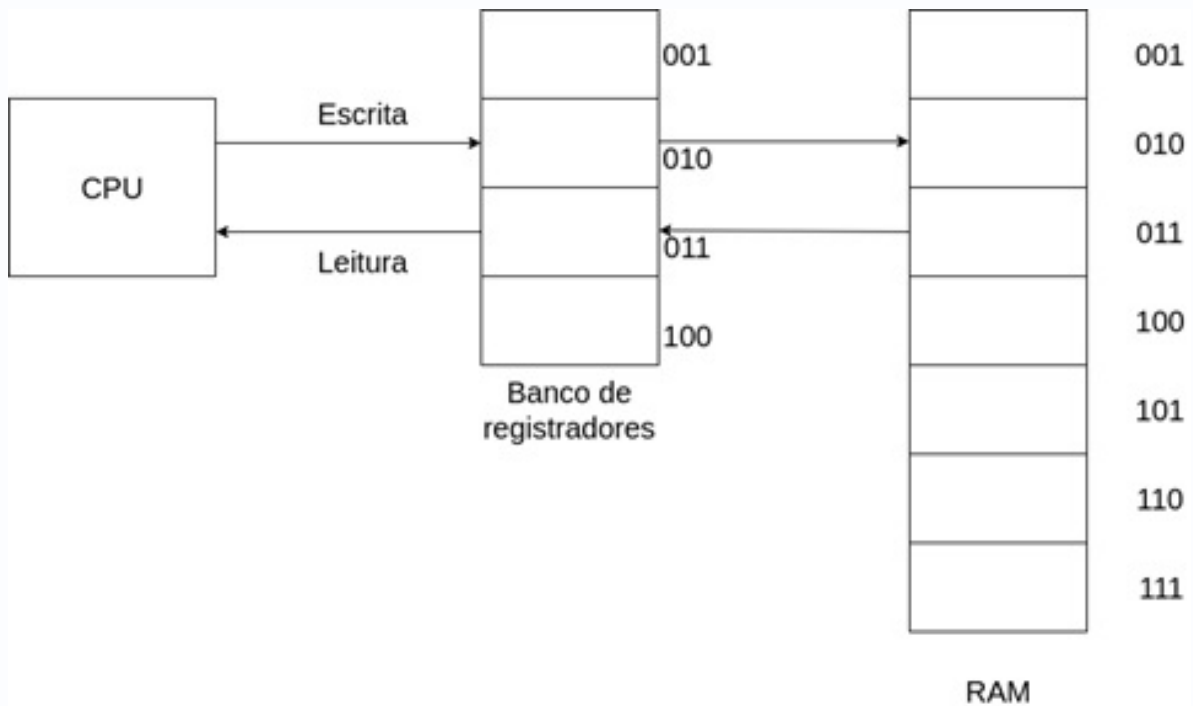 CPU
Escrita
Leitura
001
010
011
100
Banco de
registradores
001
010
011
100
101
110
111
RAM